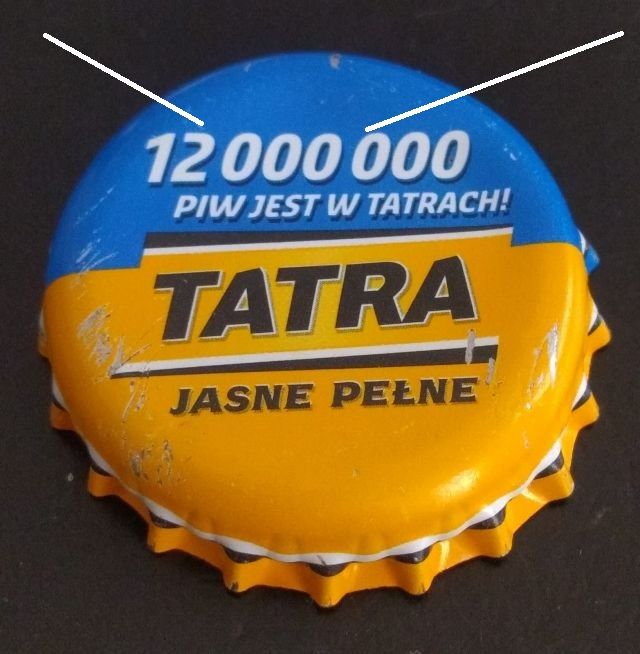 12 000 000
PIW JEST W TATRACH!
TATRA
JASNE PEŁNE